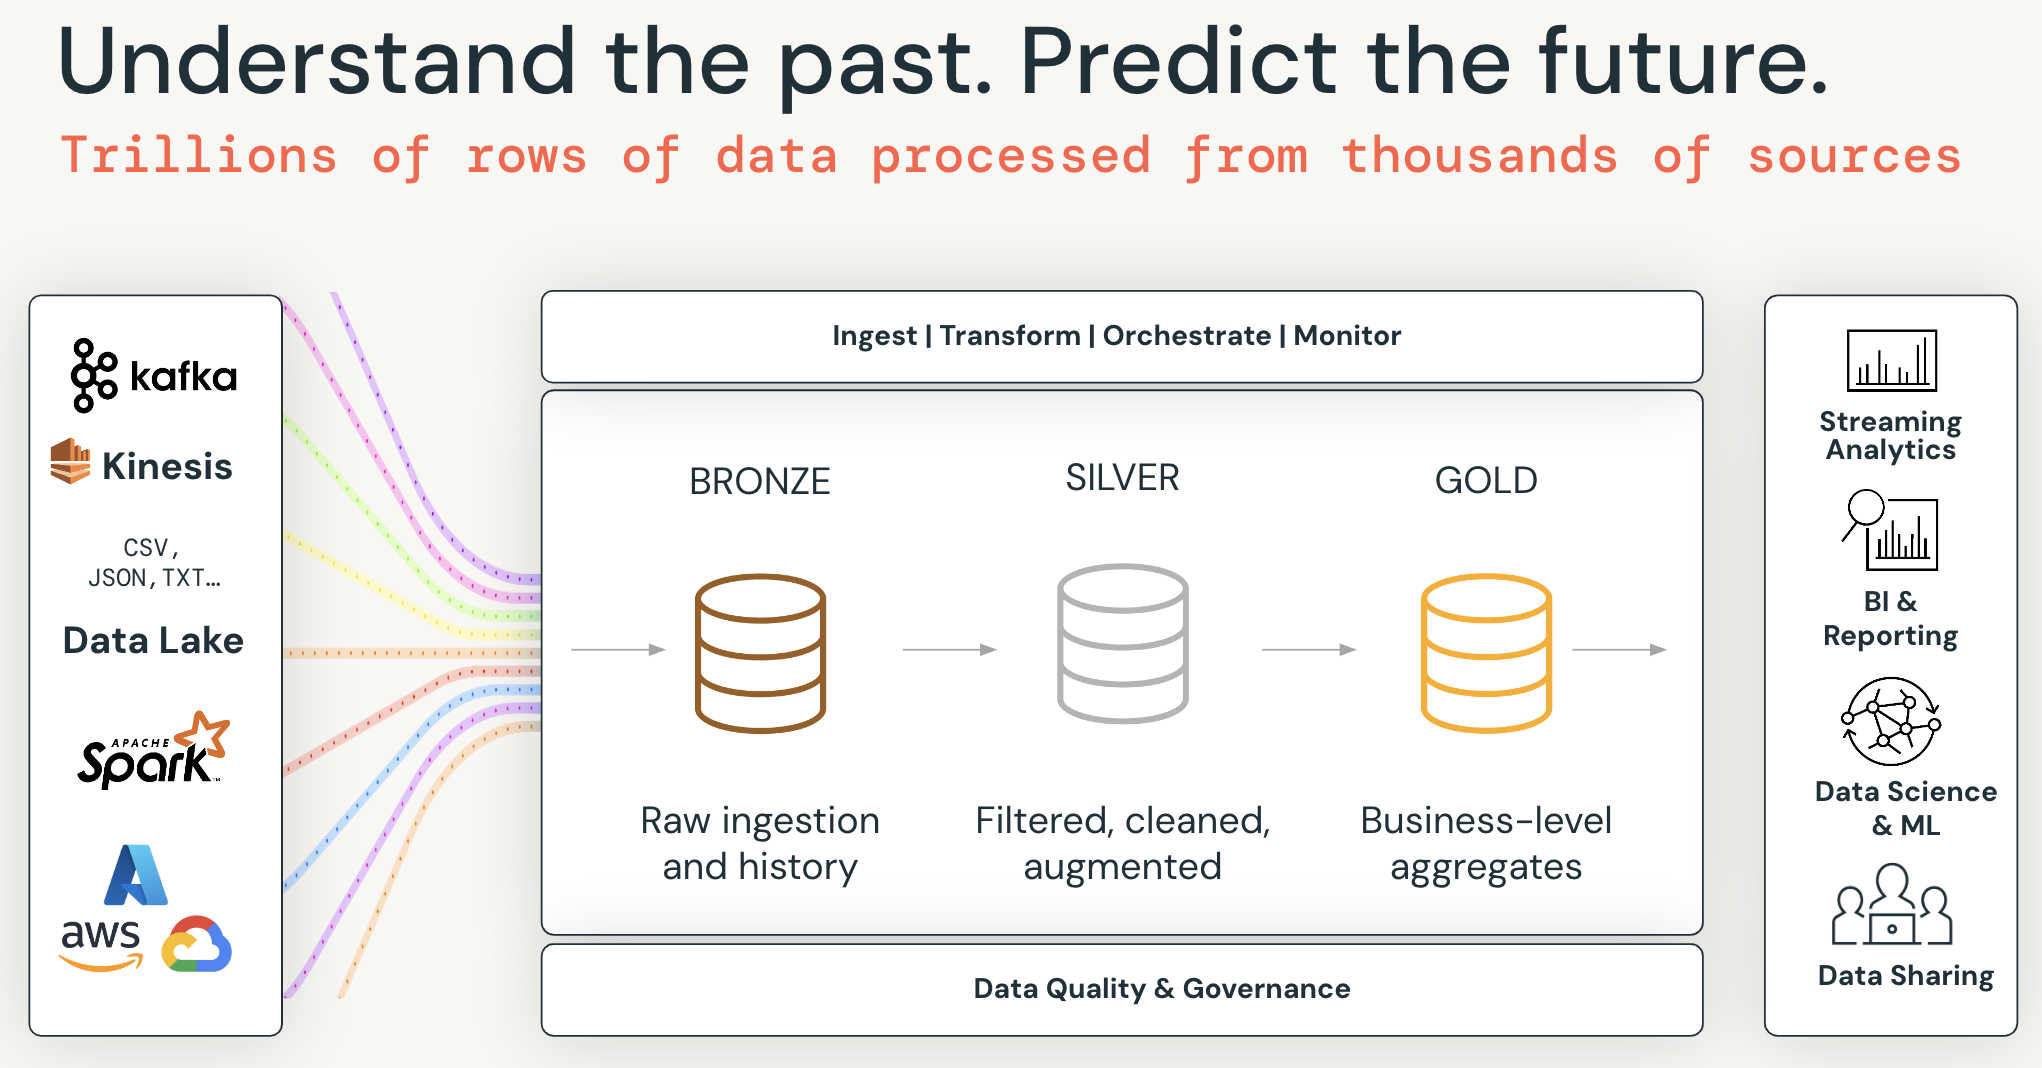 Understand the past. Predict the future.
Trillions of rows of data processed from thousands of sources
kafka
Kinesis
CSV,
JSON, TXT...
Data Lake
APACHE
Spark™
aws
Ingest | Transform | Orchestrate | Monitor
BRONZE
SILVER
GOLD
Raw ingestion
and history
Filtered, cleaned,
augmented
Business-level
aggregates
Data Quality & Governance
Streaming
Analytics
BI &
Reporting
Data Science
& ML
Data Sharing